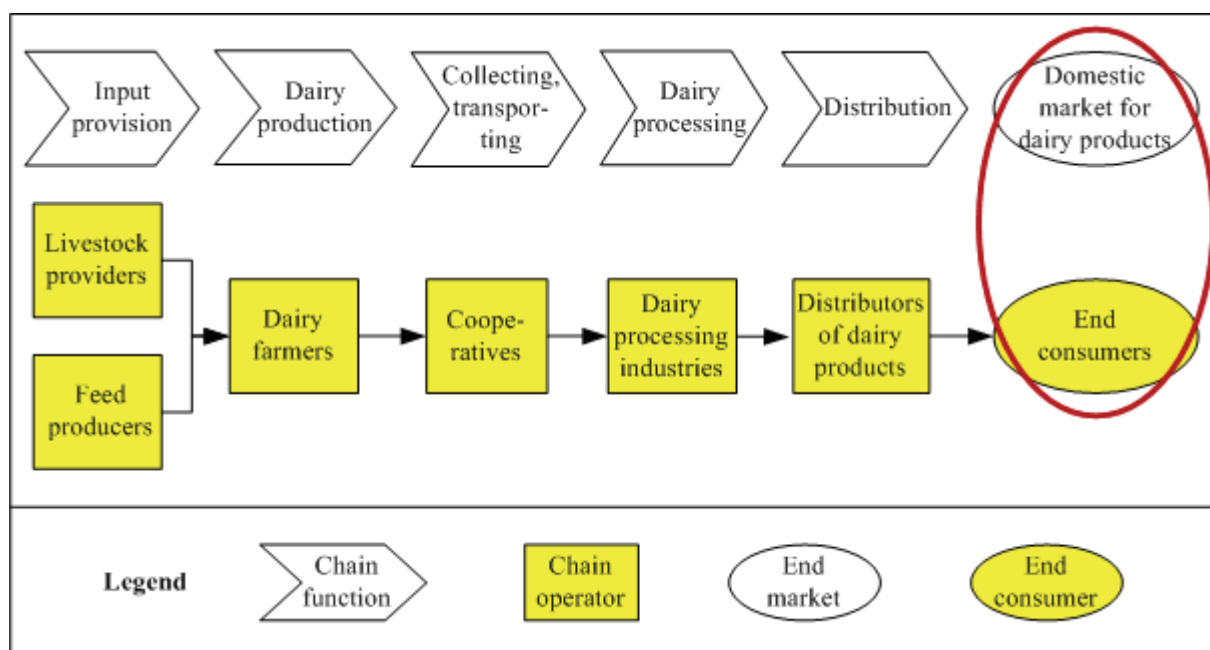 Input
provision
Dairy
production
Collecting,
transpor-
ting
Dairy
processing
Distribution
Domestic
market for
dairy products
Livestock
providers
Feed
producers
Dairy
farmers
Coope-
ratives
Dairy
processing
industries
Distributors
of dairy
products
End
consumers
Legend
Chain
function
Chain
operator
End
market
End
consumer